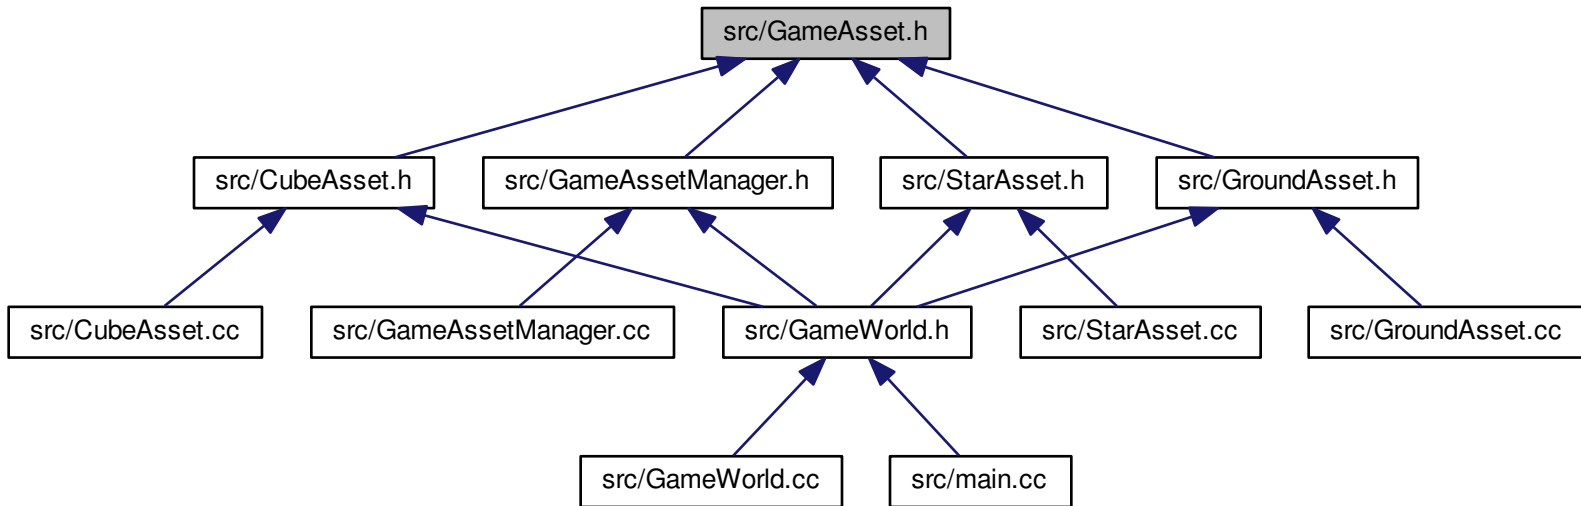 src/GameAsset.h
src/CubeAsset.h
src/GameAssetManager.h
src/StarAsset.h
src/GroundAsset.h
src/CubeAsset.cc
src/GameAssetManager.cc
src/GameWorld.h
src/StarAsset.cc
src/GroundAsset.cc
src/GameWorld.cc
src/main.cc